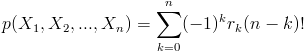 p(X_1, X_2, ..., X_n) = \sum_{k=0}^{n} (-1)^k r_k (n-k)!